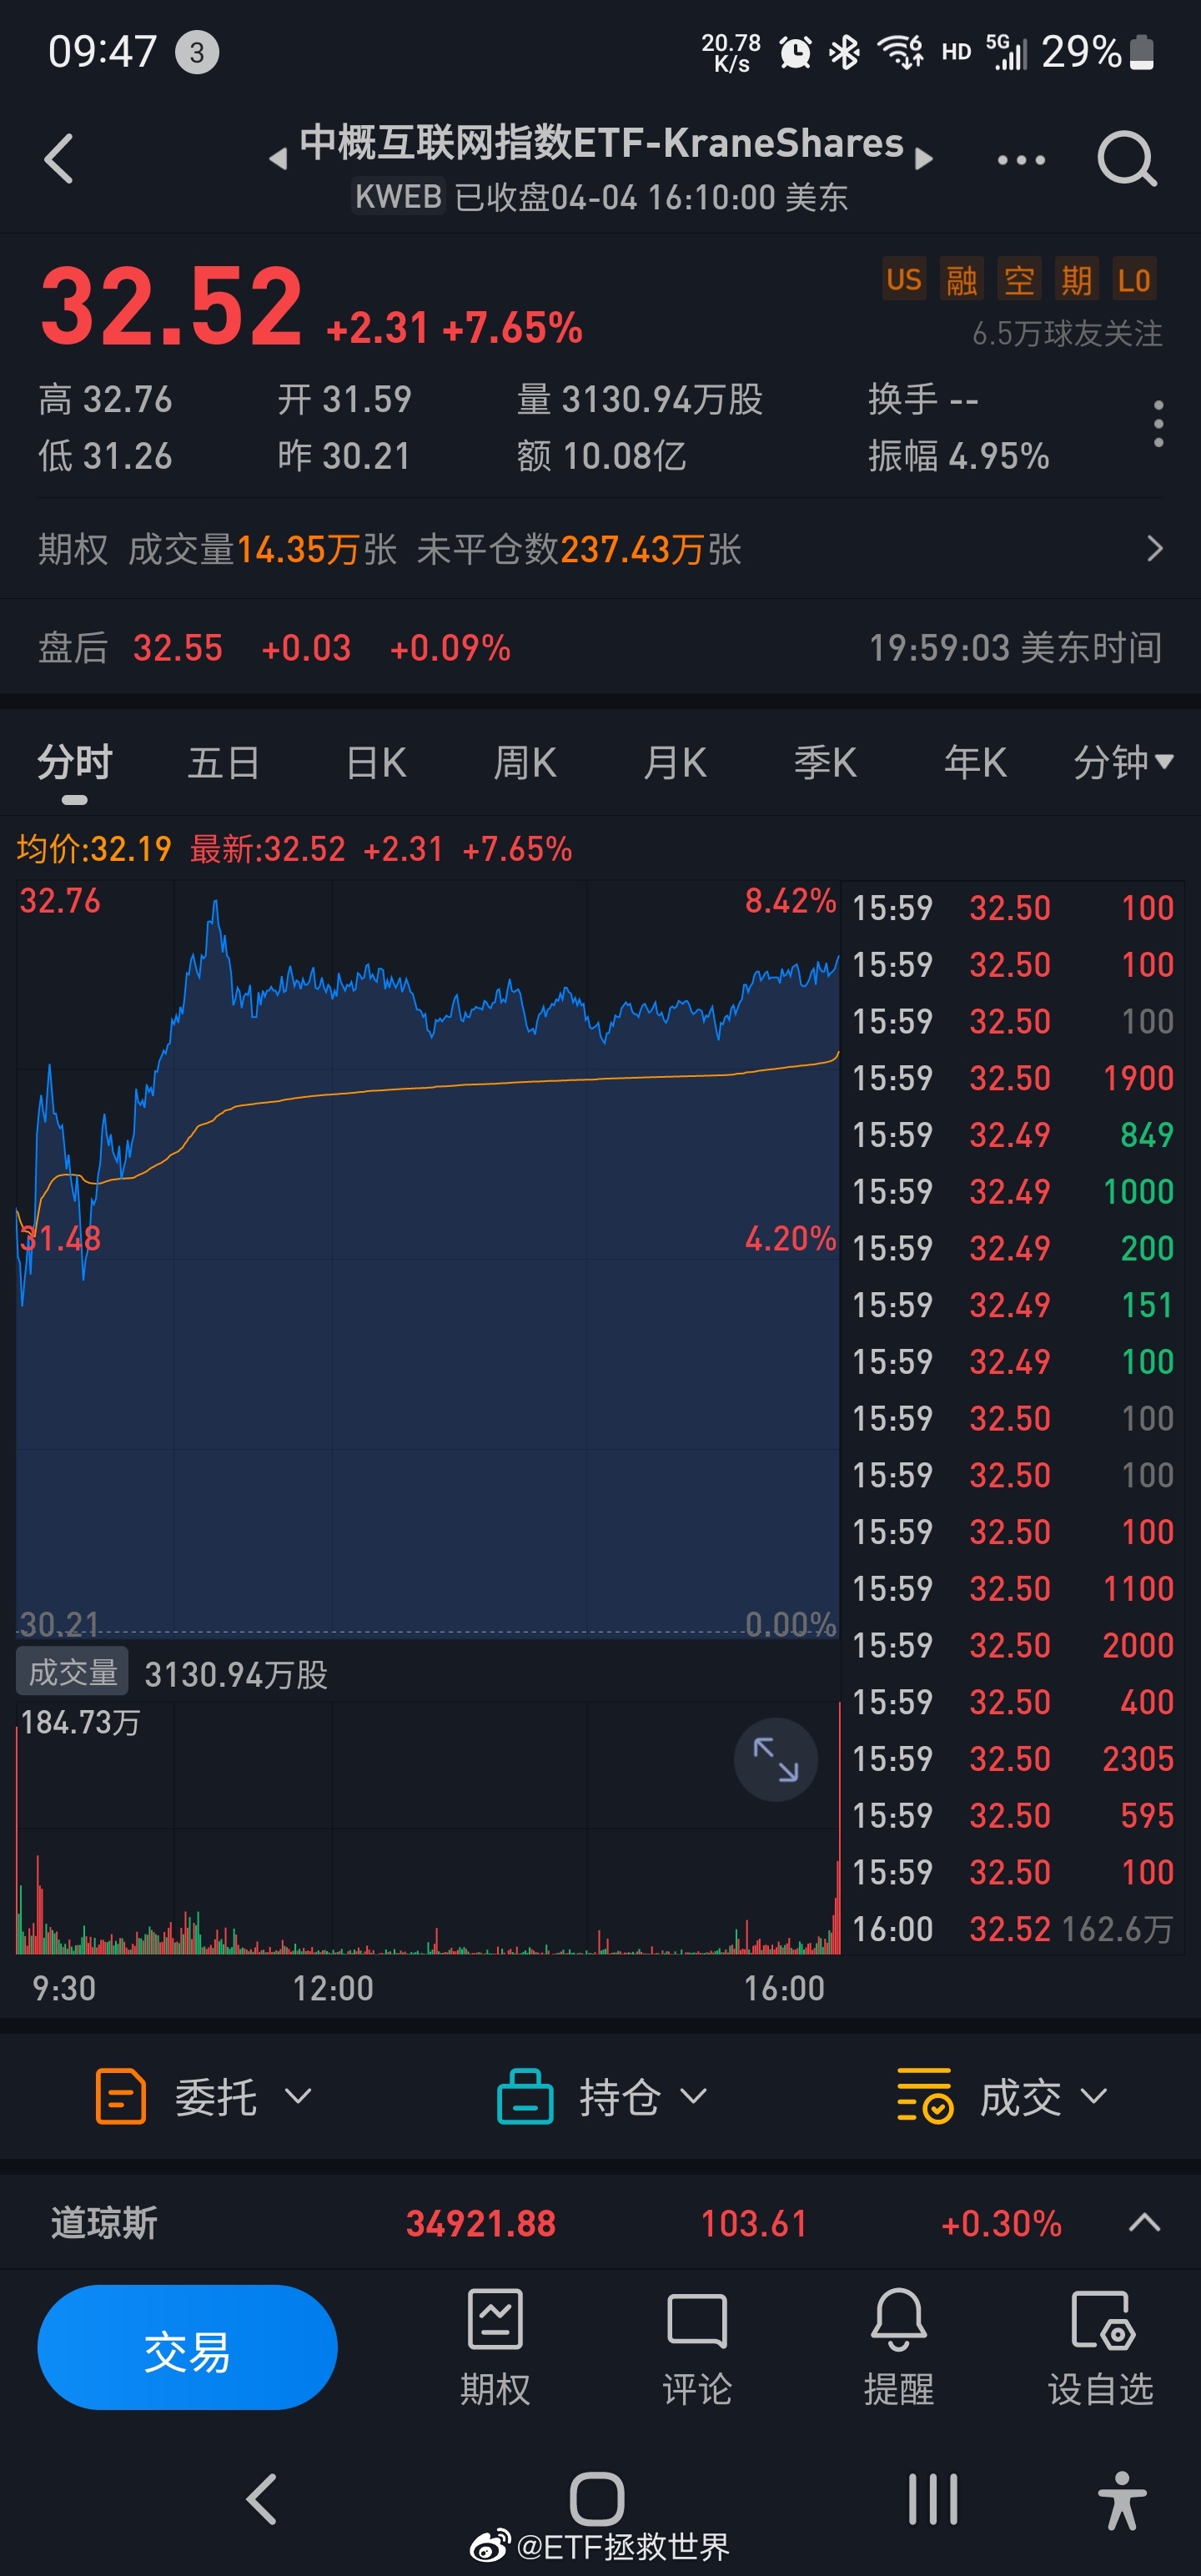 09:47 3 20.78 K/s HD 5G 29%
中概互联网指数ETF-KraneShares
KWEB 已收盘04-04 16:10:00 美东
32.52 +2.31 +7.65%
US 融 空 期 L0
6.5万球友关注
高 32.76 开 31.59 量 3130.94万股 换手 --
低 31.26 昨 30.21 额 10.08亿 振幅 4.95%
期权 成交量14.35万张 未平仓数237.43万张
盘后 32.55 +0.03 +0.09% 19:59:03 美东时间
分时 五日 日K 周K 月K 季K 年K 分钟
均价:32.19 最新:32.52 +2.31 +7.65%
32.76 8.42%
31.48 4.20%
30.21 0.00%
成交量 3130.94万股
184.73万
9:30 12:00 16:00
15:59 32.50 100
15:59 32.50 100
15:59 32.50 100
15:59 32.50 1900
15:59 32.49 849
15:59 32.49 1000
15:59 32.49 200
15:59 32.49 151
15:59 32.49 100
15:59 32.50 100
15:59 32.50 100
15:59 32.50 100
15:59 32.50 1100
15:59 32.50 2000
15:59 32.50 400
15:59 32.50 2305
15:59 32.50 595
15:59 32.50 100
16:00 32.52 162.6万
委托 持仓 成交
道琼斯 34921.88 103.61 +0.30%
交易 期权 评论 提醒 设自选
@ETF拯救世界